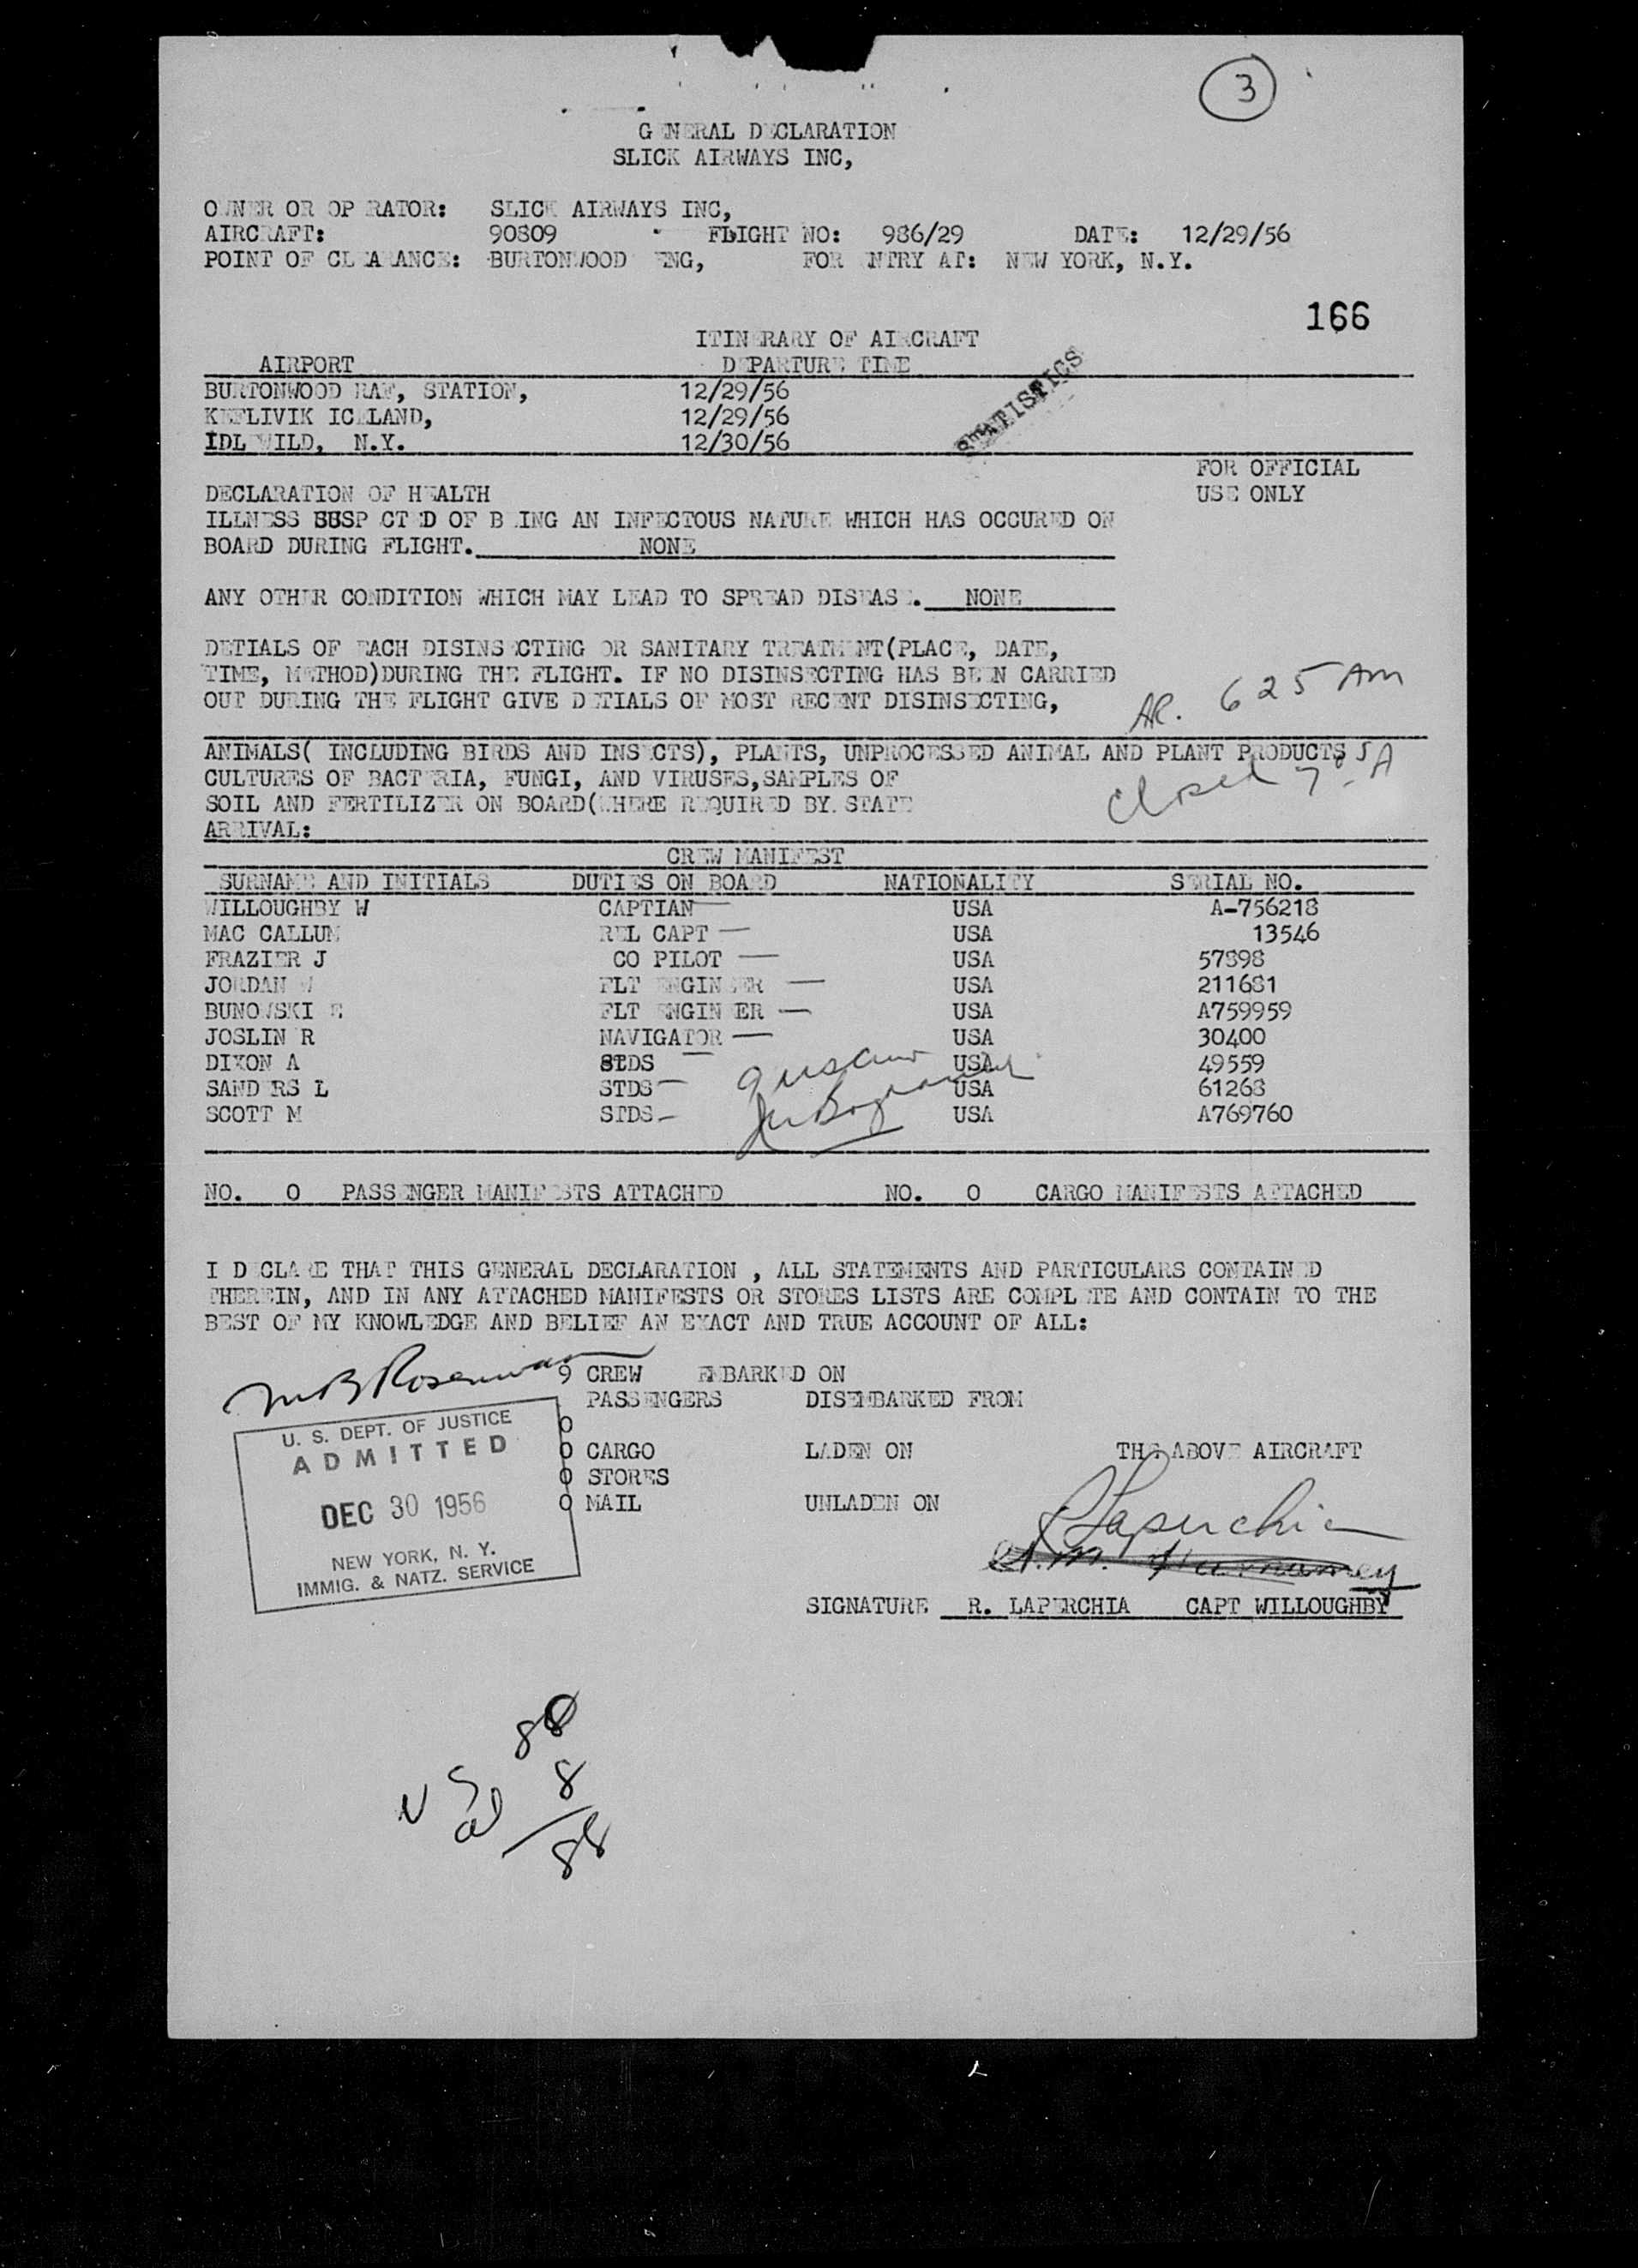 3
GENERAL DECLARATION
SLICK AIRWAYS INC,
OWNER OR OPERATOR: SLICK AIRWAYS INC,
AIRCRAFT: 90809 FLIGHT NO: 986/29 DATE: 12/29/56
POINT OF CLEARANCE: BURTONWOOD ENG, FOR ENTRY AT: NEW YORK, N.Y.
166
ITINERARY OF AIRCRAFT
AIRPORT DEPARTURE TIME
STATISTICS
BURTONWOOD RAF, STATION, 12/29/56
KEFLIVIK ICELAND, 12/29/56
IDLEWILD, N.Y. 12/30/56
FOR OFFICIAL
USE ONLY
DECLARATION OF HEALTH
ILLNESS SUSPECTED OF BEING AN INFECTOUS NATURE WHICH HAS OCCURED ON
BOARD DURING FLIGHT. NONE
ANY OTHER CONDITION WHICH MAY LEAD TO SPREAD DISEASE. NONE
DETIALS OF EACH DISINSECTING OR SANITARY TREATMENT(PLACE, DATE,
TIME, METHOD)DURING THE FLIGHT. IF NO DISINSECTING HAS BEEN CARRIED
OUT DURING THE FLIGHT GIVE DETIALS OF MOST RECENT DISINSECTING,
AR. 625 AM
ANIMALS( INCLUDING BIRDS AND INSECTS), PLANTS, UNPROCESSED ANIMAL AND PLANT PRODUCTS
CULTURES OF BACTERIA, FUNGI, AND VIRUSES,SAMPLES OF
SOIL AND FERTILIZER ON BOARD(WHERE REQUIRED BY. STATE
ARRIVAL:
Closed
CREW MANIFEST
SURNAME AND INITIALS DUTIES ON BOARD NATIONALITY SERIAL NO.
WILLOUGHBY W CAPTIAN USA A-756218
MAC CALLUM REL CAPT USA 13546
FRAZIER J CO PILOT USA 57898
JORDAN W FLT ENGINEER USA 211681
BUNOWSKI E FLT ENGINEER USA A759959
JOSLIN R NAVIGATOR USA 30400
DIXON A STDS USA 49559
SANDERS L STDS USA 61268
SCOTT M STDS USA A769760
NO. 0 PASSENGER MANIFESTS ATTACHED NO. 0 CARGO MANIFESTS ATTACHED
I DECLARE THAT THIS GENERAL DECLARATION , ALL STATEMENTS AND PARTICULARS CONTAINED
THEREIN, AND IN ANY ATTACHED MANIFESTS OR STORES LISTS ARE COMPLETE AND CONTAIN TO THE
BEST OF MY KNOWLEDGE AND BELIEF AN EXACT AND TRUE ACCOUNT OF ALL:
9 CREW EMBARKED ON
0 PASSENGERS DISEMBARKED FROM
0 CARGO LADEN ON THE ABOVE AIRCRAFT
0 STORES
0 MAIL UNLADEN ON
U. S. DEPT. OF JUSTICE
ADMITTED
DEC 30 1956
NEW YORK, N. Y.
IMMIG. & NATZ. SERVICE
R Laperchia
SIGNATURE R. LAPERCHIA CAPT WILLOUGHBY
8
88